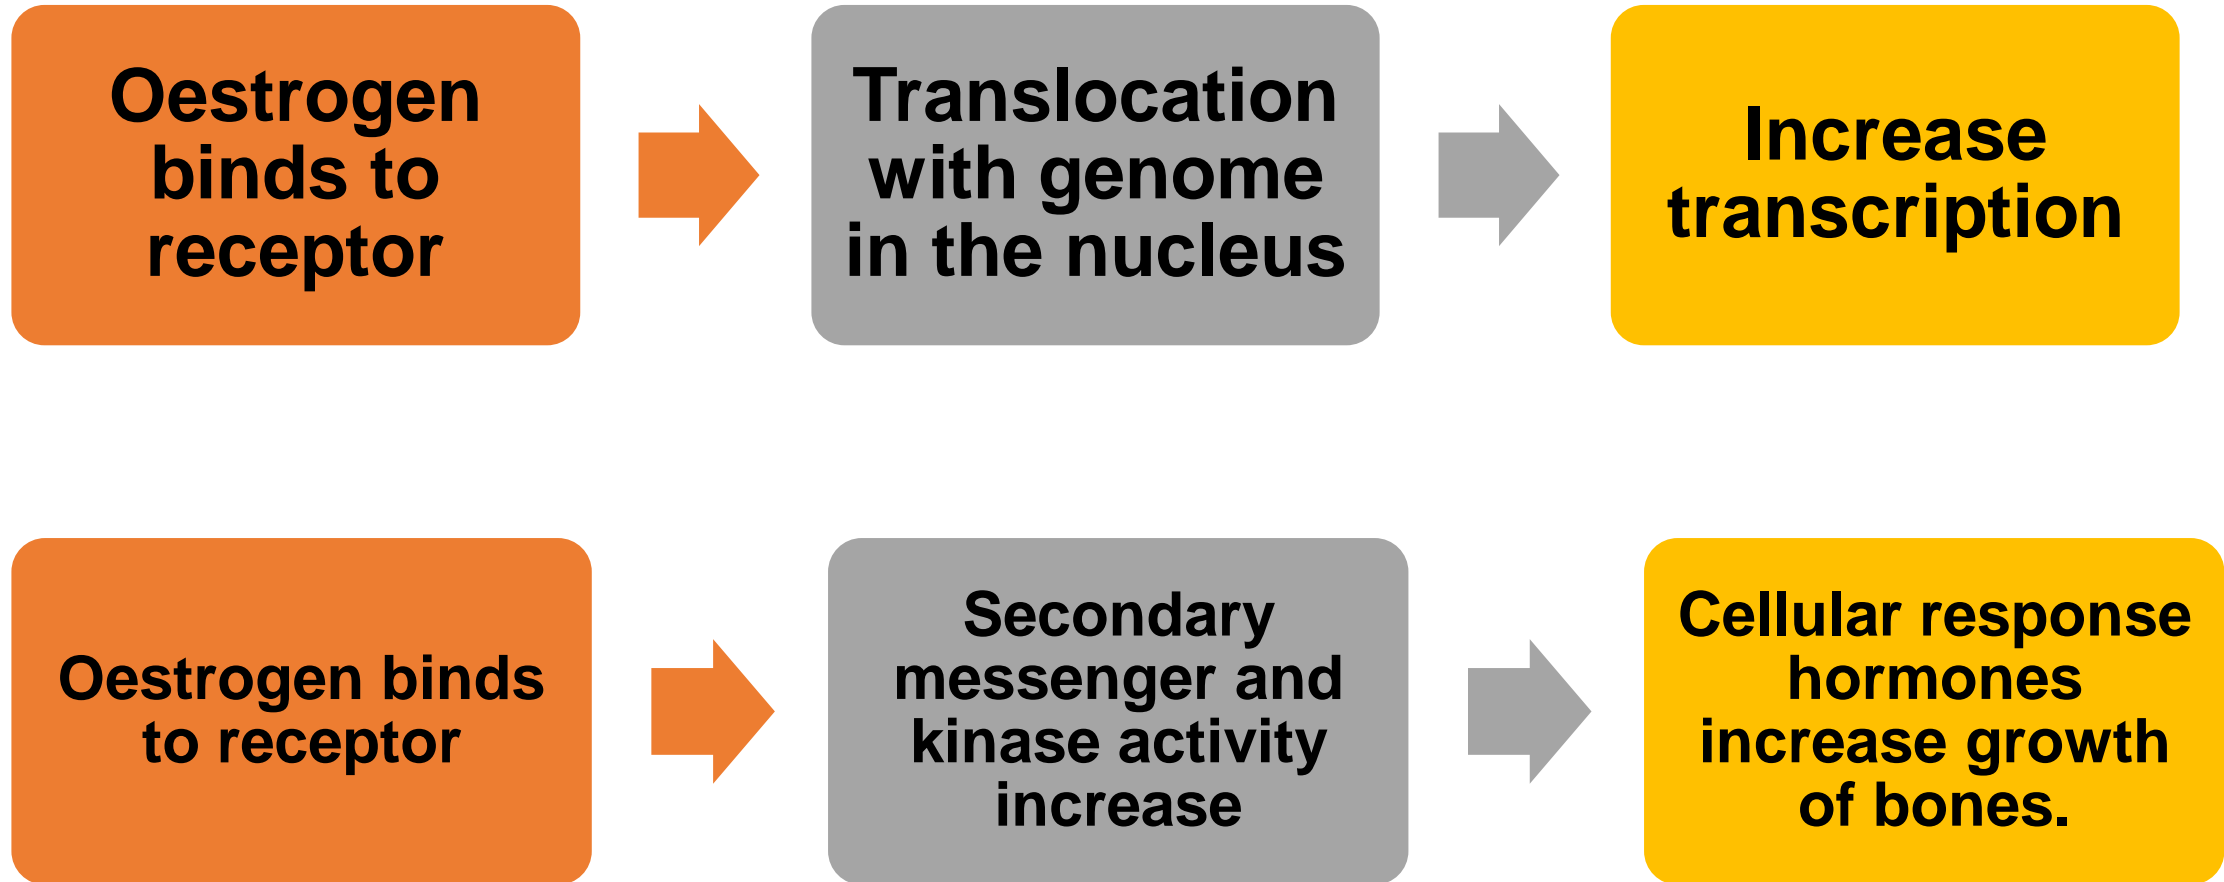 Oestrogen
binds to
receptor
Translocation
with genome
in the nucleus
Increase
transcription
Oestrogen binds
to receptor
Secondary
messenger and
kinase activity
increase
Cellular response
hormones
increase growth
of bones.